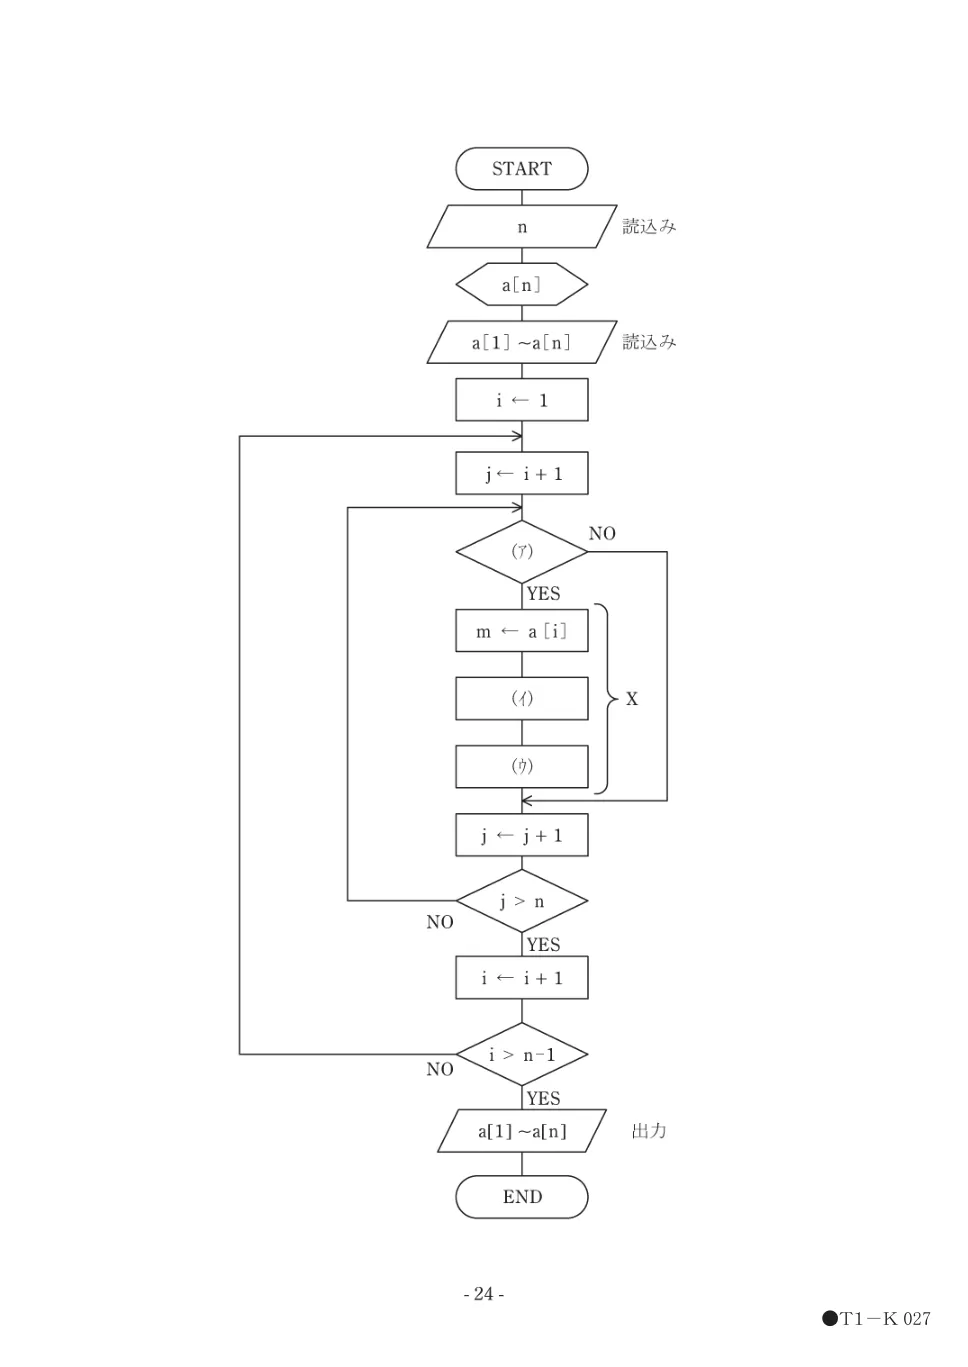 START
n 読込み
a[n]
a[1] ~a[n] 読込み
i ← 1
j ← i + 1
(ｱ) NO
YES
m ← a [i]
(ｲ) X
(ｳ)
j ← j + 1
j > n
NO
YES
i ← i + 1
i > n-1
NO
YES
a[1] ~a[n] 出力
END
- 24 -
●T1－K 027